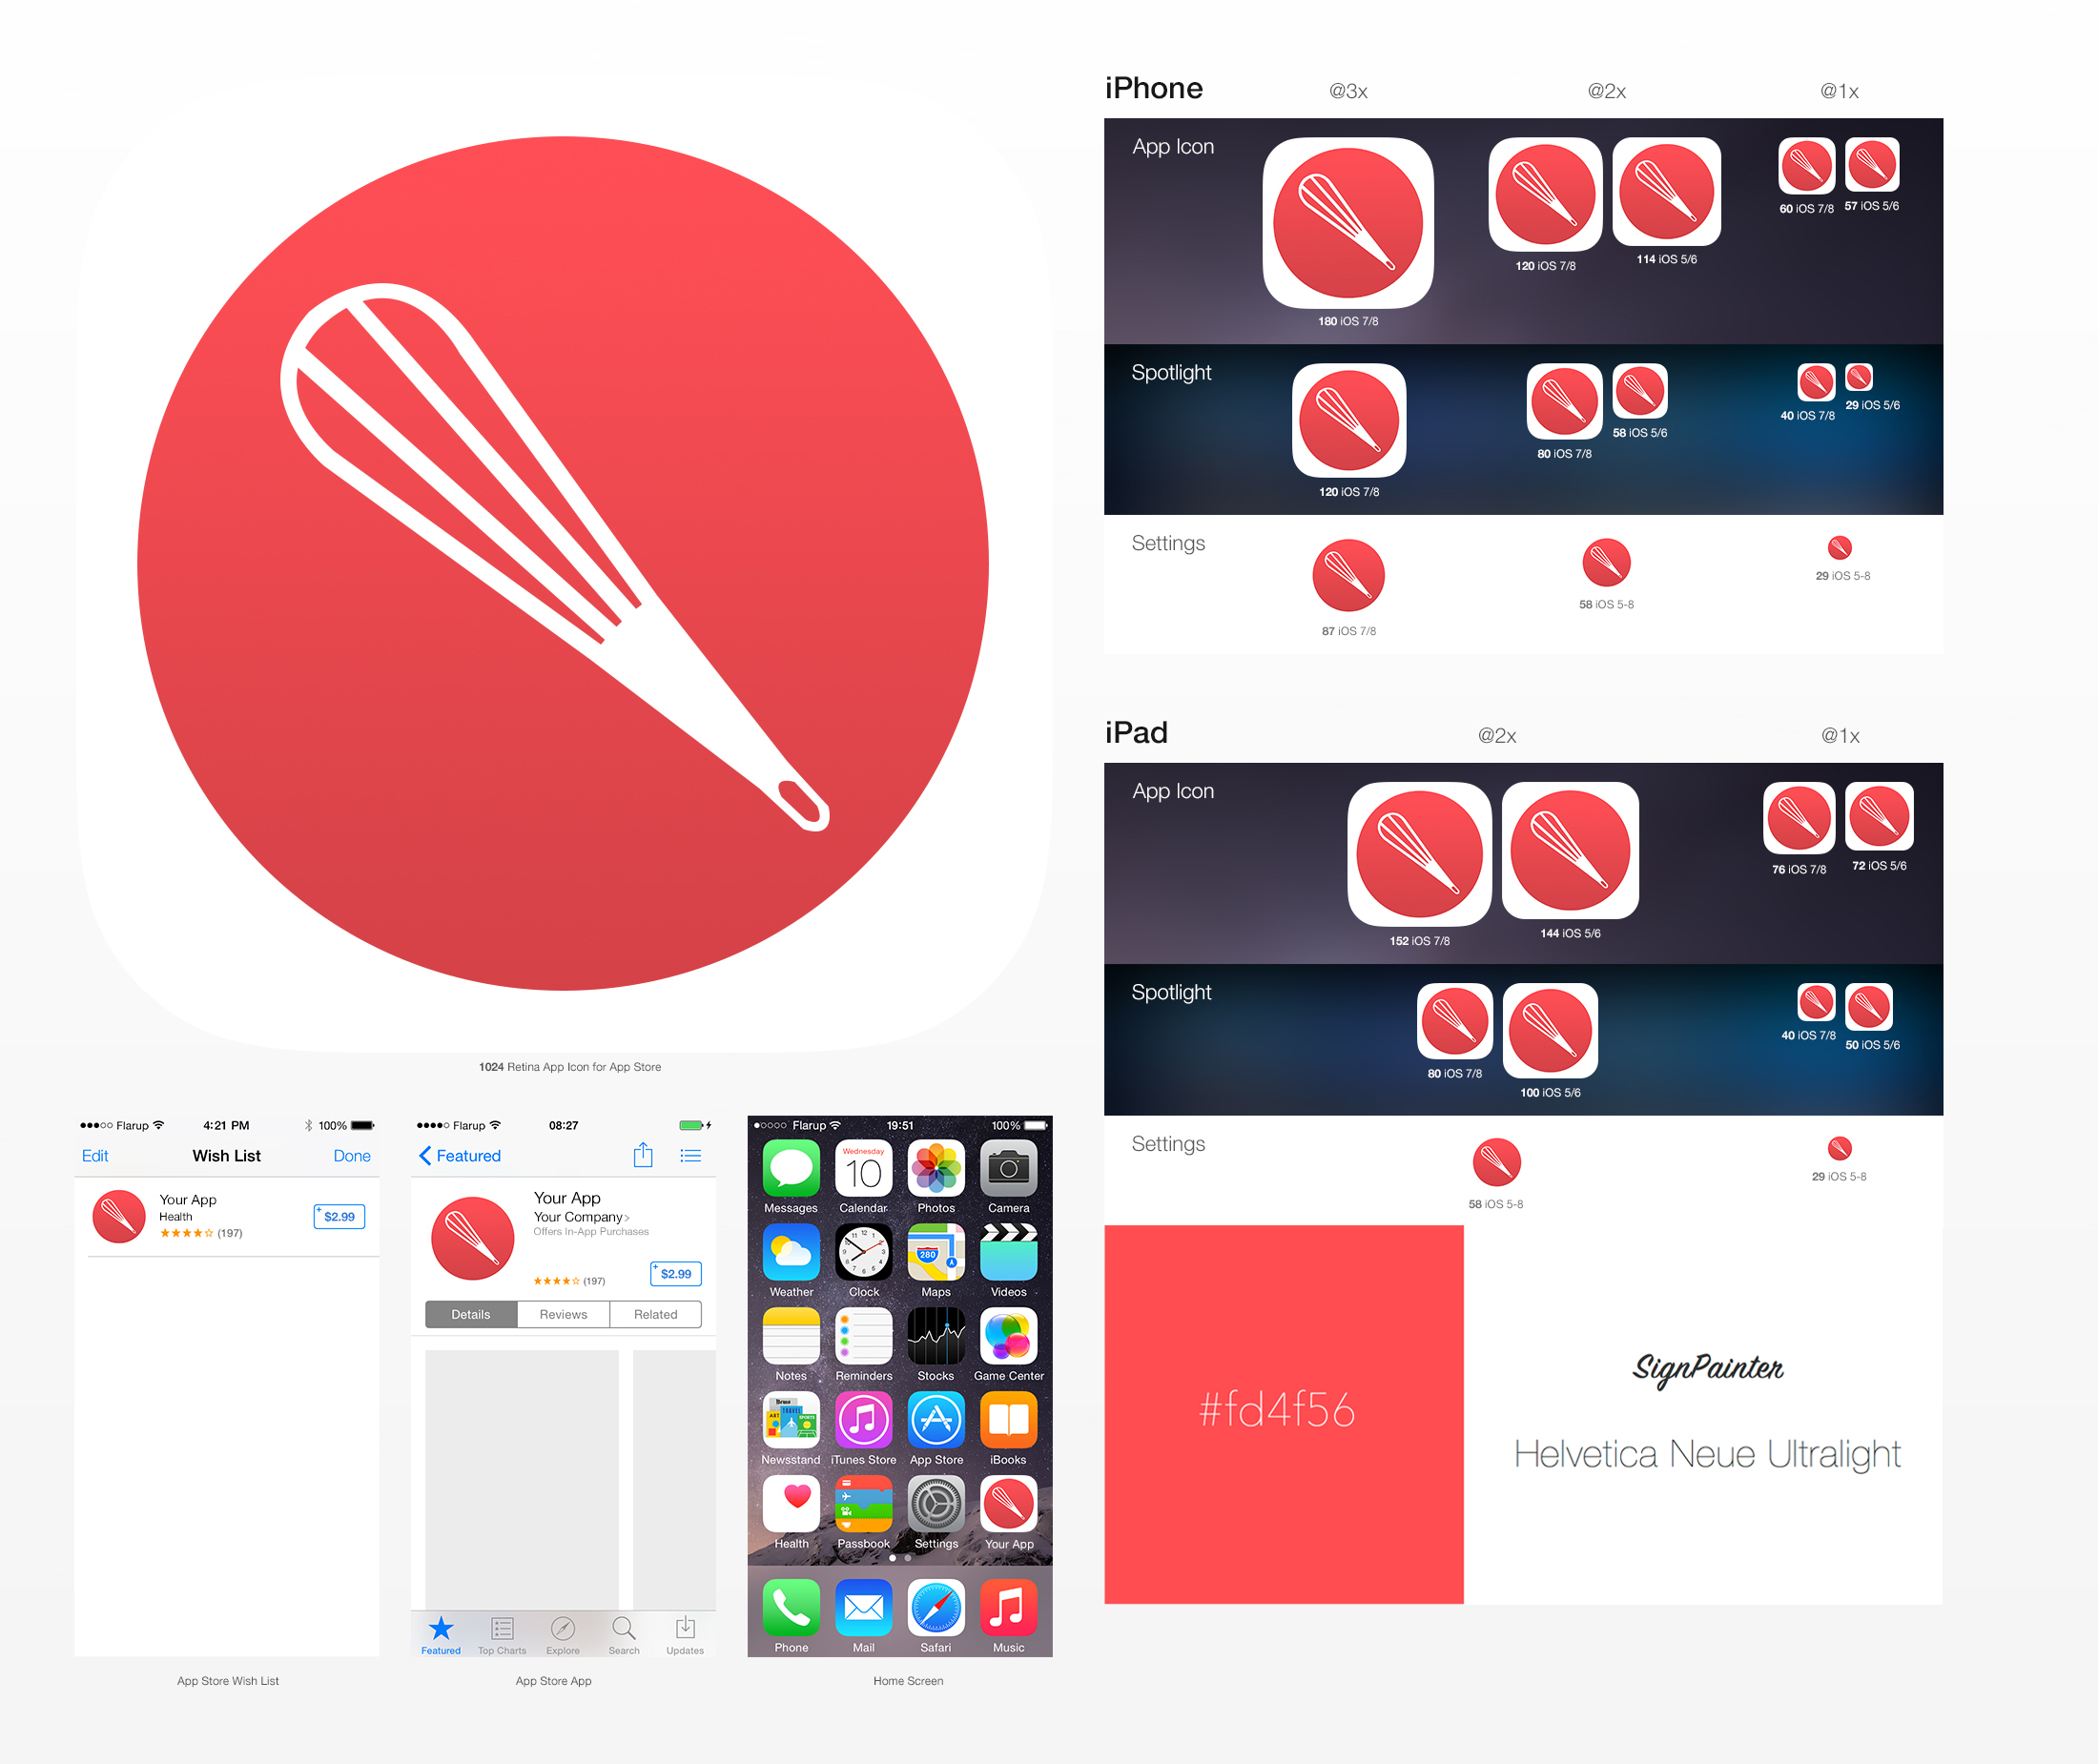 1024 Retina App Icon for App Store
Flarup 4:21 PM 100%
Edit Wish List Done
Your App
Health
(197)
+ $2.99
App Store Wish List
Flarup 08:27
Featured
Your App
Your Company
Offers In-App Purchases
(197)
+ $2.99
Details Reviews Related
Featured Top Charts Explore Search Updates
App Store App
Flarup 19:51 100%
Wednesday
10
Messages Calendar Photos Camera
280
Weather Clock Maps Videos
Notes Reminders Stocks Game Center
Newsstand iTunes Store App Store iBooks
Health Passbook Settings Your App
Phone Mail Safari Music
Home Screen
iPhone @3x @2x @1x
App Icon
180 iOS 7/8
120 iOS 7/8
114 iOS 5/6
60 iOS 7/8
57 iOS 5/6
Spotlight
120 iOS 7/8
80 iOS 7/8
58 iOS 5/6
40 iOS 7/8
29 iOS 5/6
Settings
87 iOS 7/8
58 iOS 5-8
29 iOS 5-8
iPad @2x @1x
App Icon
152 iOS 7/8
144 iOS 5/6
76 iOS 7/8
72 iOS 5/6
Spotlight
80 iOS 7/8
100 iOS 5/6
40 iOS 7/8
50 iOS 5/6
Settings
58 iOS 5-8
29 iOS 5-8
#fd4f56
SignPainter
Helvetica Neue Ultralight